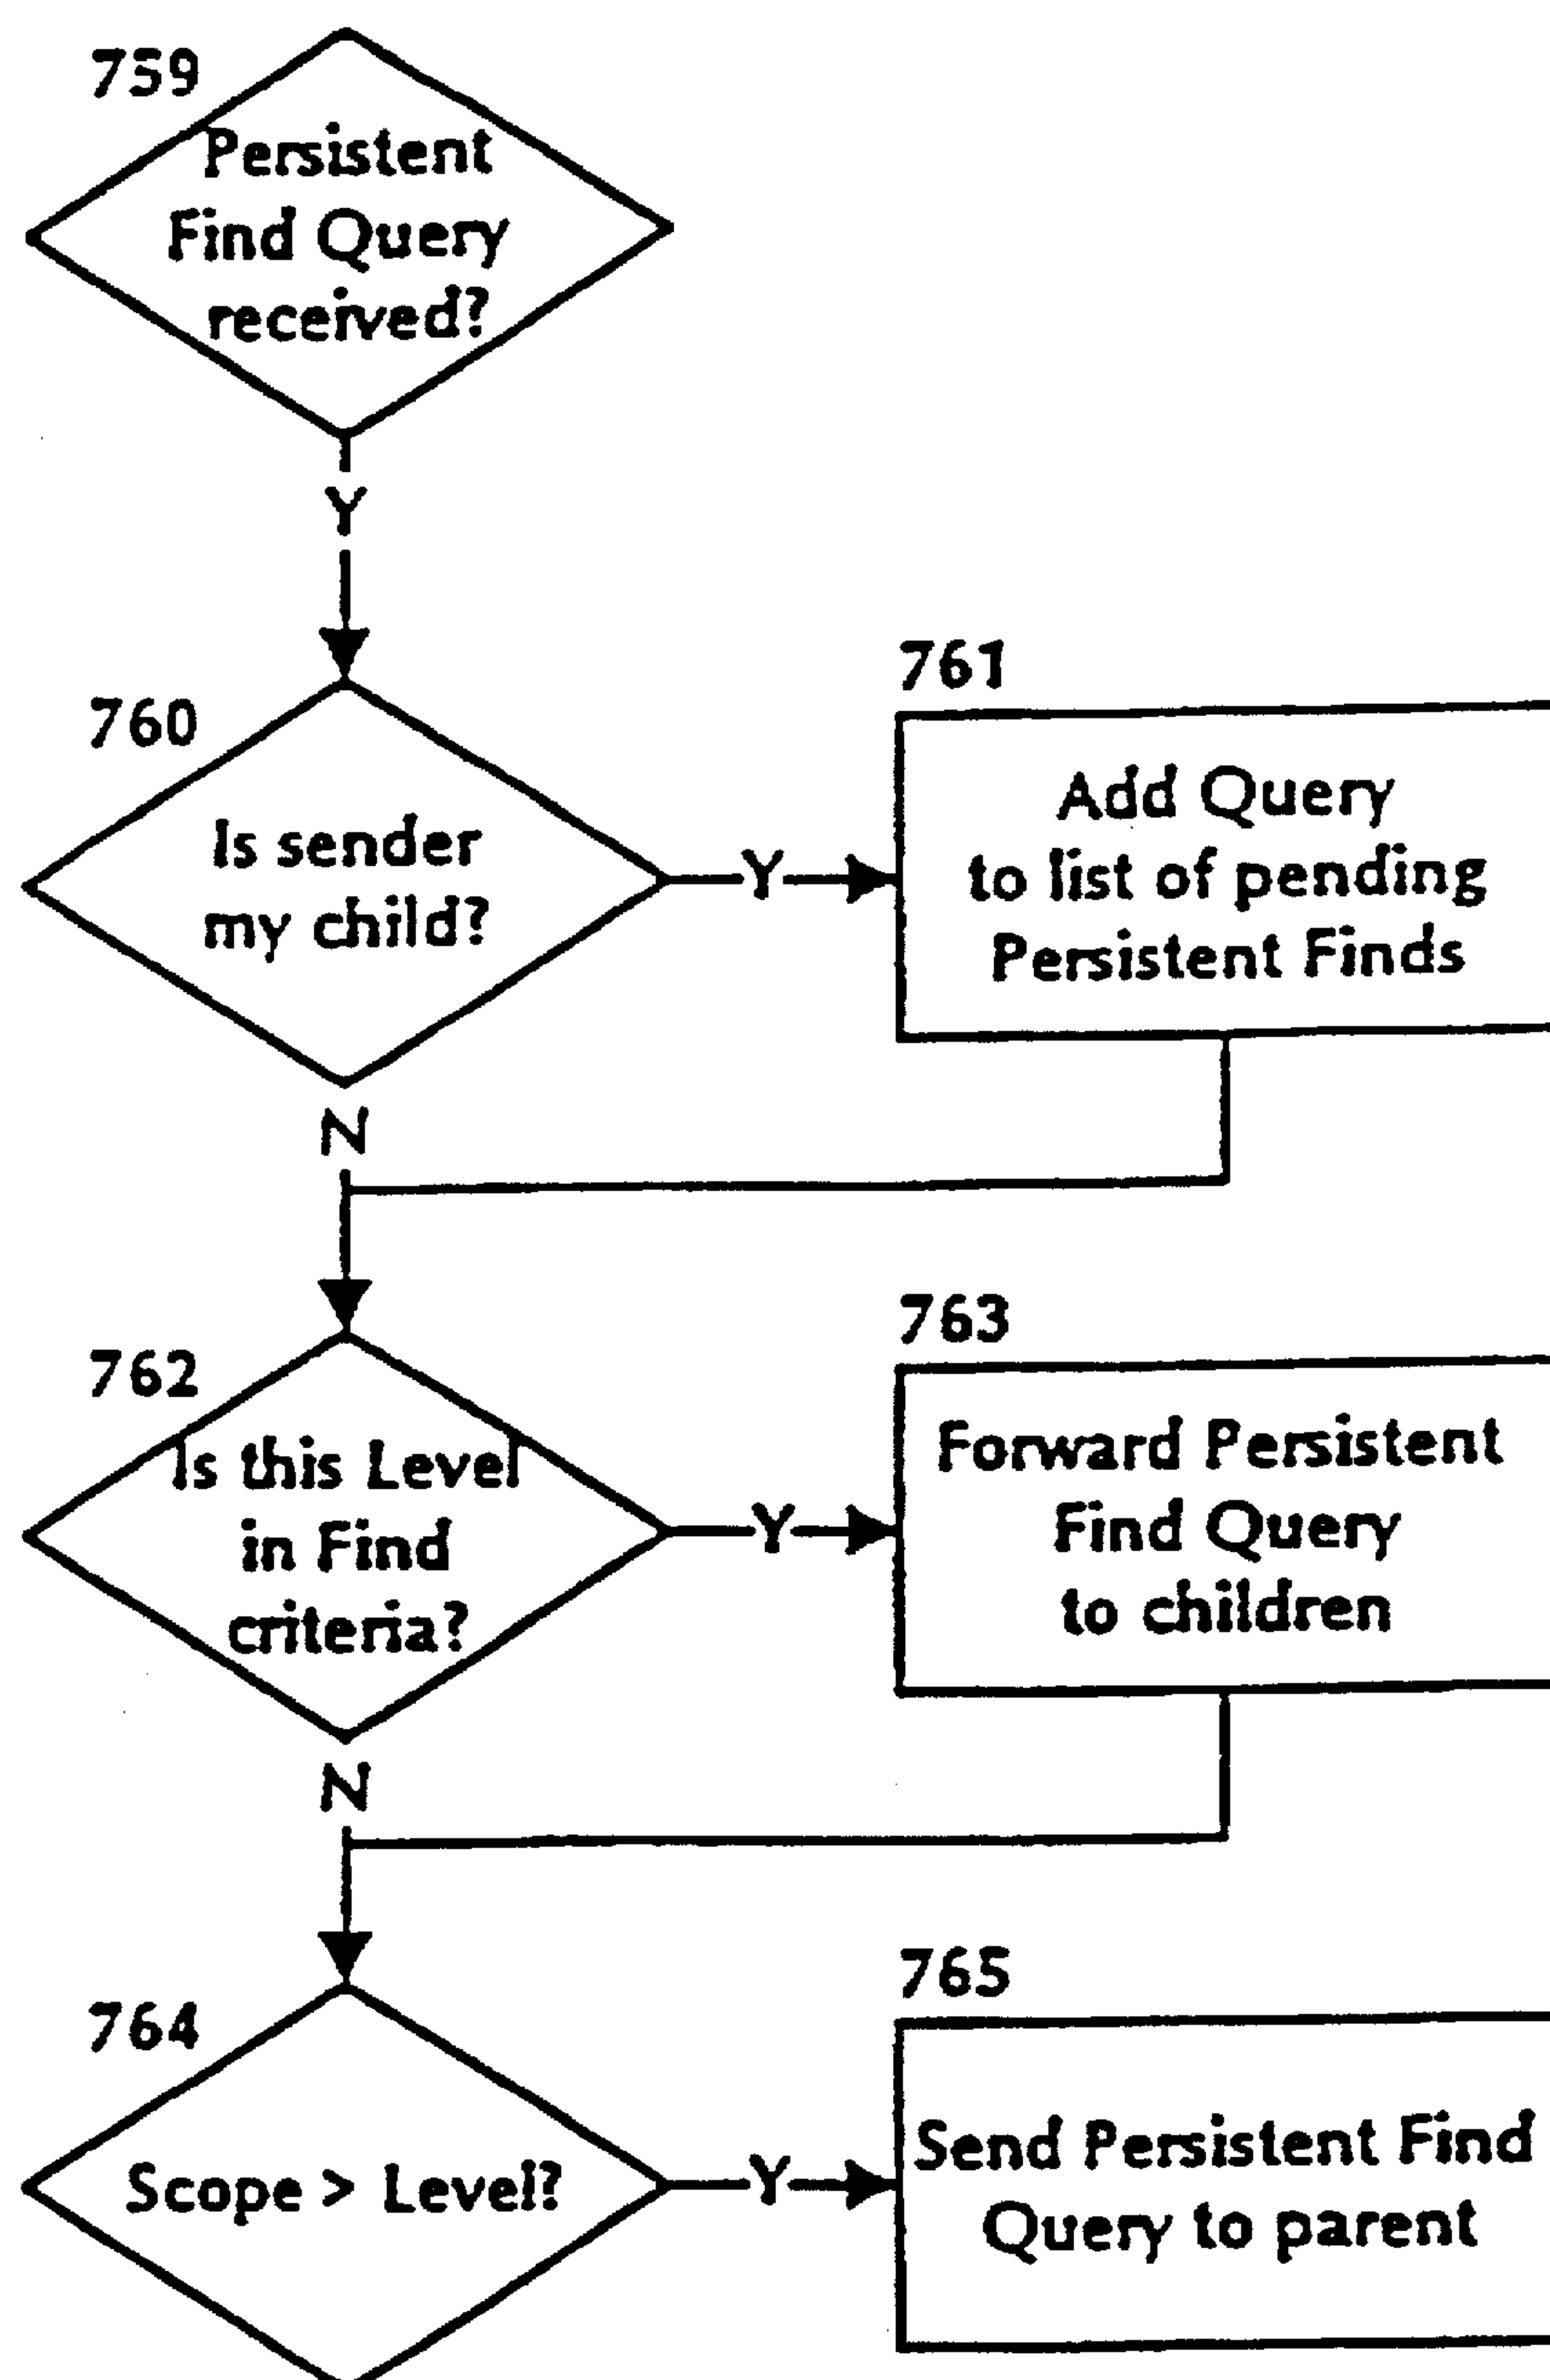 759
Persistent
Find Query
received?
Y
760
Is sender
my child?
Y
761
Add Query
to list of pending
Persistent Finds
N
762
Is this Level
in Find
criteria?
Y
763
Forward Persistent
Find Query
to children
N
764
Scope > Level?
Y
765
Send Persistent Find
Query to parent